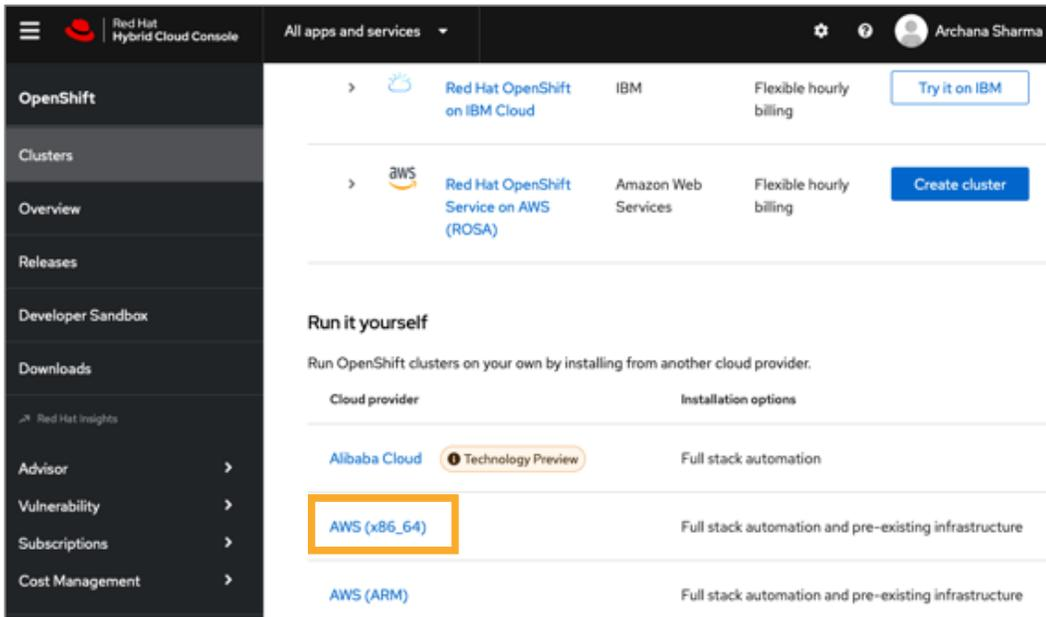 Red Hat
Hybrid Cloud Console
All apps and services
Archana Sharma
OpenShift
Clusters
Overview
Releases
Developer Sandbox
Downloads
Red Hat Insights
Advisor
Vulnerability
Subscriptions
Cost Management
Red Hat OpenShift
on IBM Cloud
IBM
Flexible hourly
billing
Try it on IBM
aws
Red Hat OpenShift
Service on AWS
(ROSA)
Amazon Web
Services
Flexible hourly
billing
Create cluster
Run it yourself
Run OpenShift clusters on your own by installing from another cloud provider.
Cloud provider
Installation options
Alibaba Cloud
Technology Preview
Full stack automation
AWS (x86_64)
Full stack automation and pre-existing infrastructure
AWS (ARM)
Full stack automation and pre-existing infrastructure